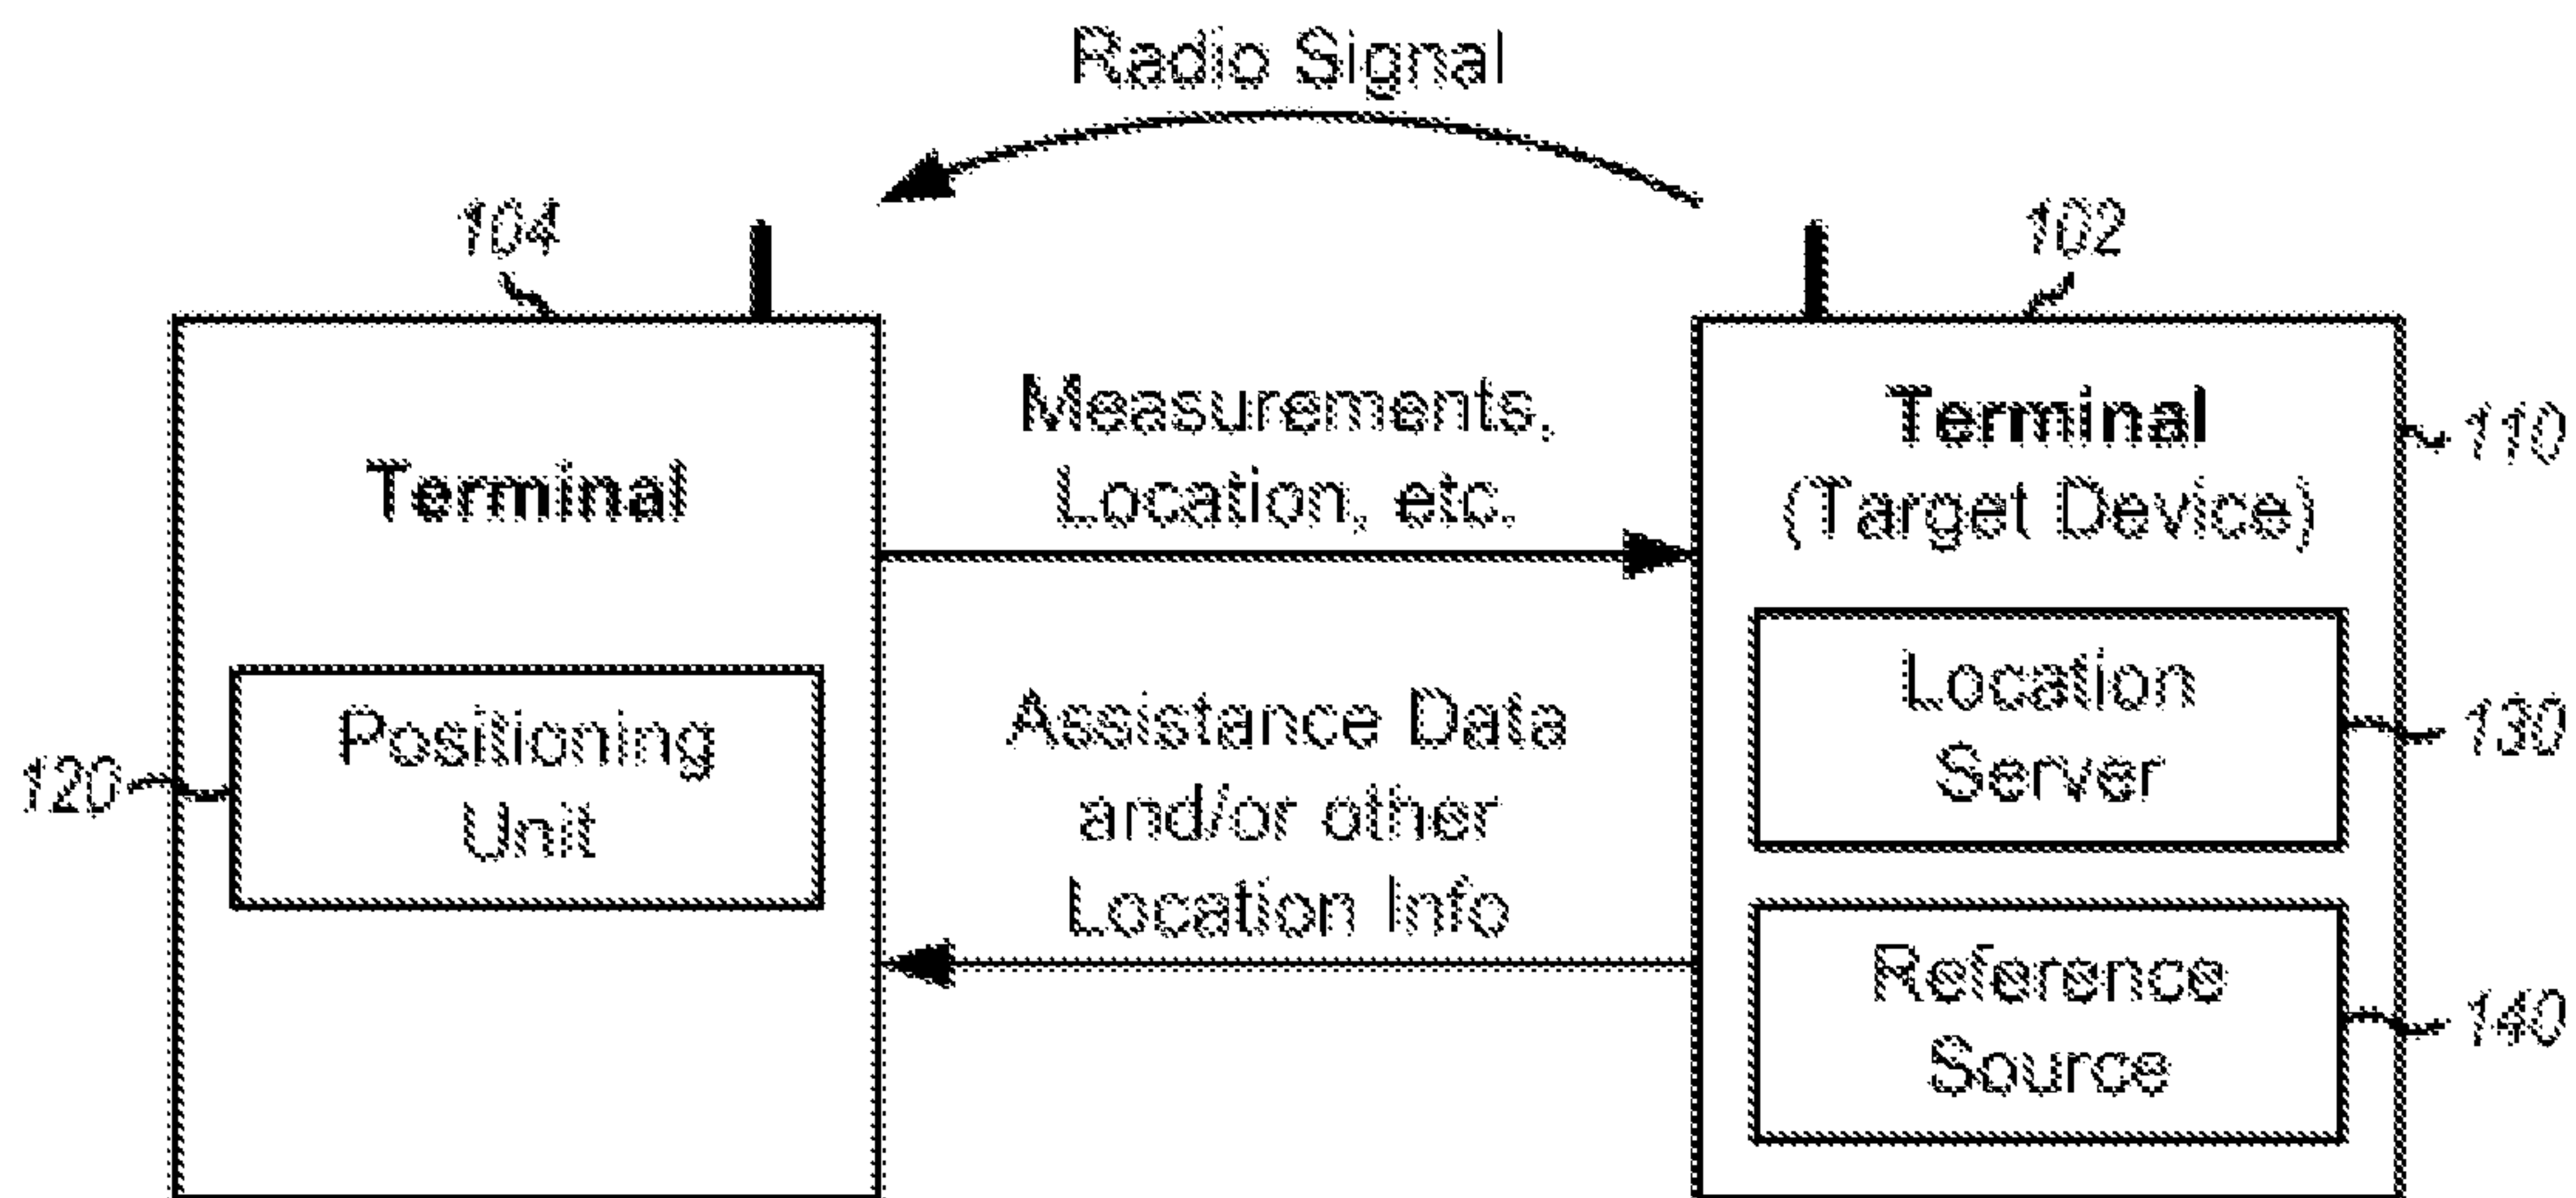 Radio Signal
104
102
Terminal
Measurements,
Location, etc.
Terminal
(Target Device)
110
120
Positioning
Unit
Assistance Data
and/or other
Location Info
Location
Server
130
Reference
Source
140